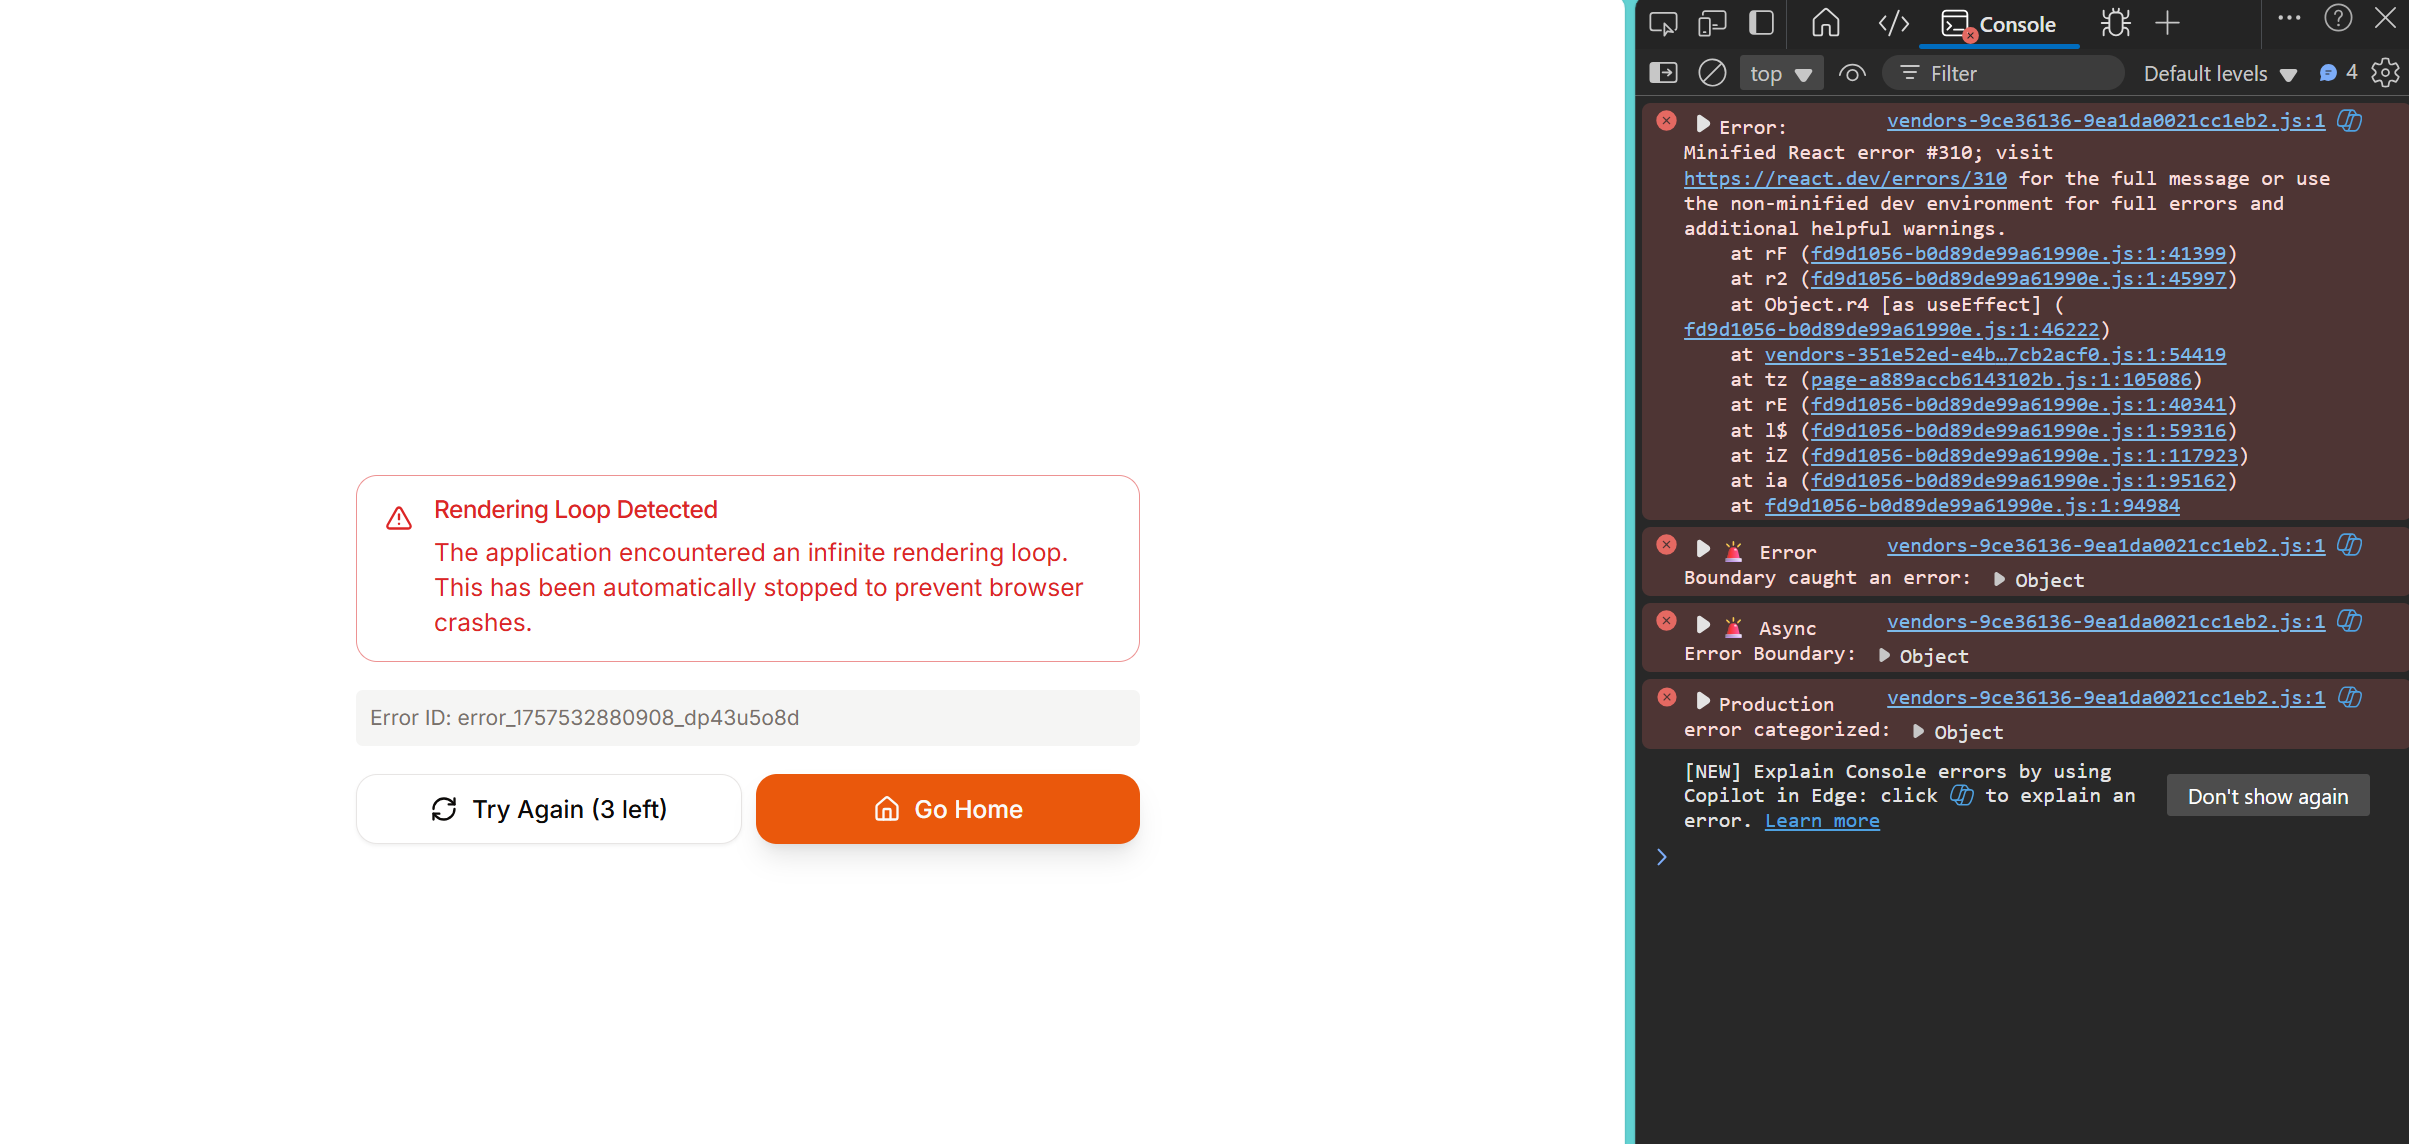 Rendering Loop Detected
The application encountered an infinite rendering loop.
This has been automatically stopped to prevent browser
crashes.
Error ID: error_1757532880908_dp43u5o8d
Try Again (3 left)
Go Home
Console
top
Filter
Default levels
4
Error: vendors-9ce36136-9ea1da0021cc1eb2.js:1
Minified React error #310; visit
https://react.dev/errors/310 for the full message or use
the non-minified dev environment for full errors and
additional helpful warnings.
at rF (fd9d1056-b0d89de99a61990e.js:1:41399)
at r2 (fd9d1056-b0d89de99a61990e.js:1:45997)
at Object.r4 [as useEffect] (
fd9d1056-b0d89de99a61990e.js:1:46222)
at vendors-351e52ed-e4b…7cb2acf0.js:1:54419
at tz (page-a889accb6143102b.js:1:105086)
at rE (fd9d1056-b0d89de99a61990e.js:1:40341)
at l$ (fd9d1056-b0d89de99a61990e.js:1:59316)
at iZ (fd9d1056-b0d89de99a61990e.js:1:117923)
at ia (fd9d1056-b0d89de99a61990e.js:1:95162)
at fd9d1056-b0d89de99a61990e.js:1:94984
🚨 Error vendors-9ce36136-9ea1da0021cc1eb2.js:1
Boundary caught an error: Object
🚨 Async vendors-9ce36136-9ea1da0021cc1eb2.js:1
Error Boundary: Object
Production vendors-9ce36136-9ea1da0021cc1eb2.js:1
error categorized: Object
[NEW] Explain Console errors by using
Copilot in Edge: click to explain an
error. Learn more
Don't show again